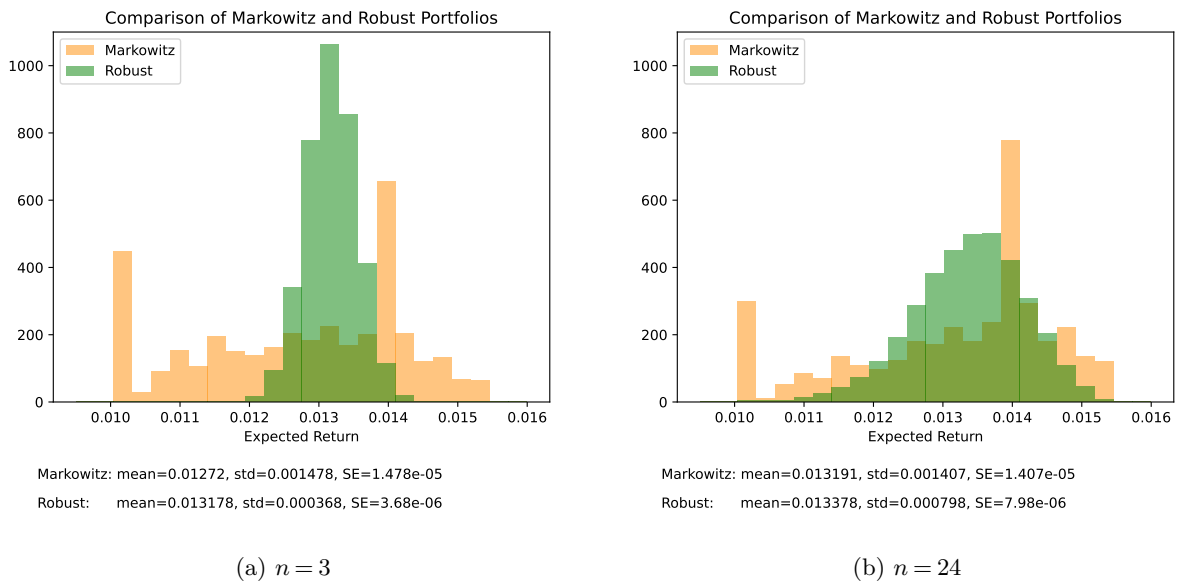 Comparison of Markowitz and Robust Portfolios
Markowitz
Robust
1000
800
600
400
200
0
0.010 0.011 0.012 0.013 0.014 0.015 0.016
Expected Return
Markowitz: mean=0.01272, std=0.001478, SE=1.478e-05
Robust: mean=0.013178, std=0.000368, SE=3.68e-06
(a) n = 3
Comparison of Markowitz and Robust Portfolios
Markowitz
Robust
1000
800
600
400
200
0
0.010 0.011 0.012 0.013 0.014 0.015 0.016
Expected Return
Markowitz: mean=0.013191, std=0.001407, SE=1.407e-05
Robust: mean=0.013378, std=0.000798, SE=7.98e-06
(b) n = 24